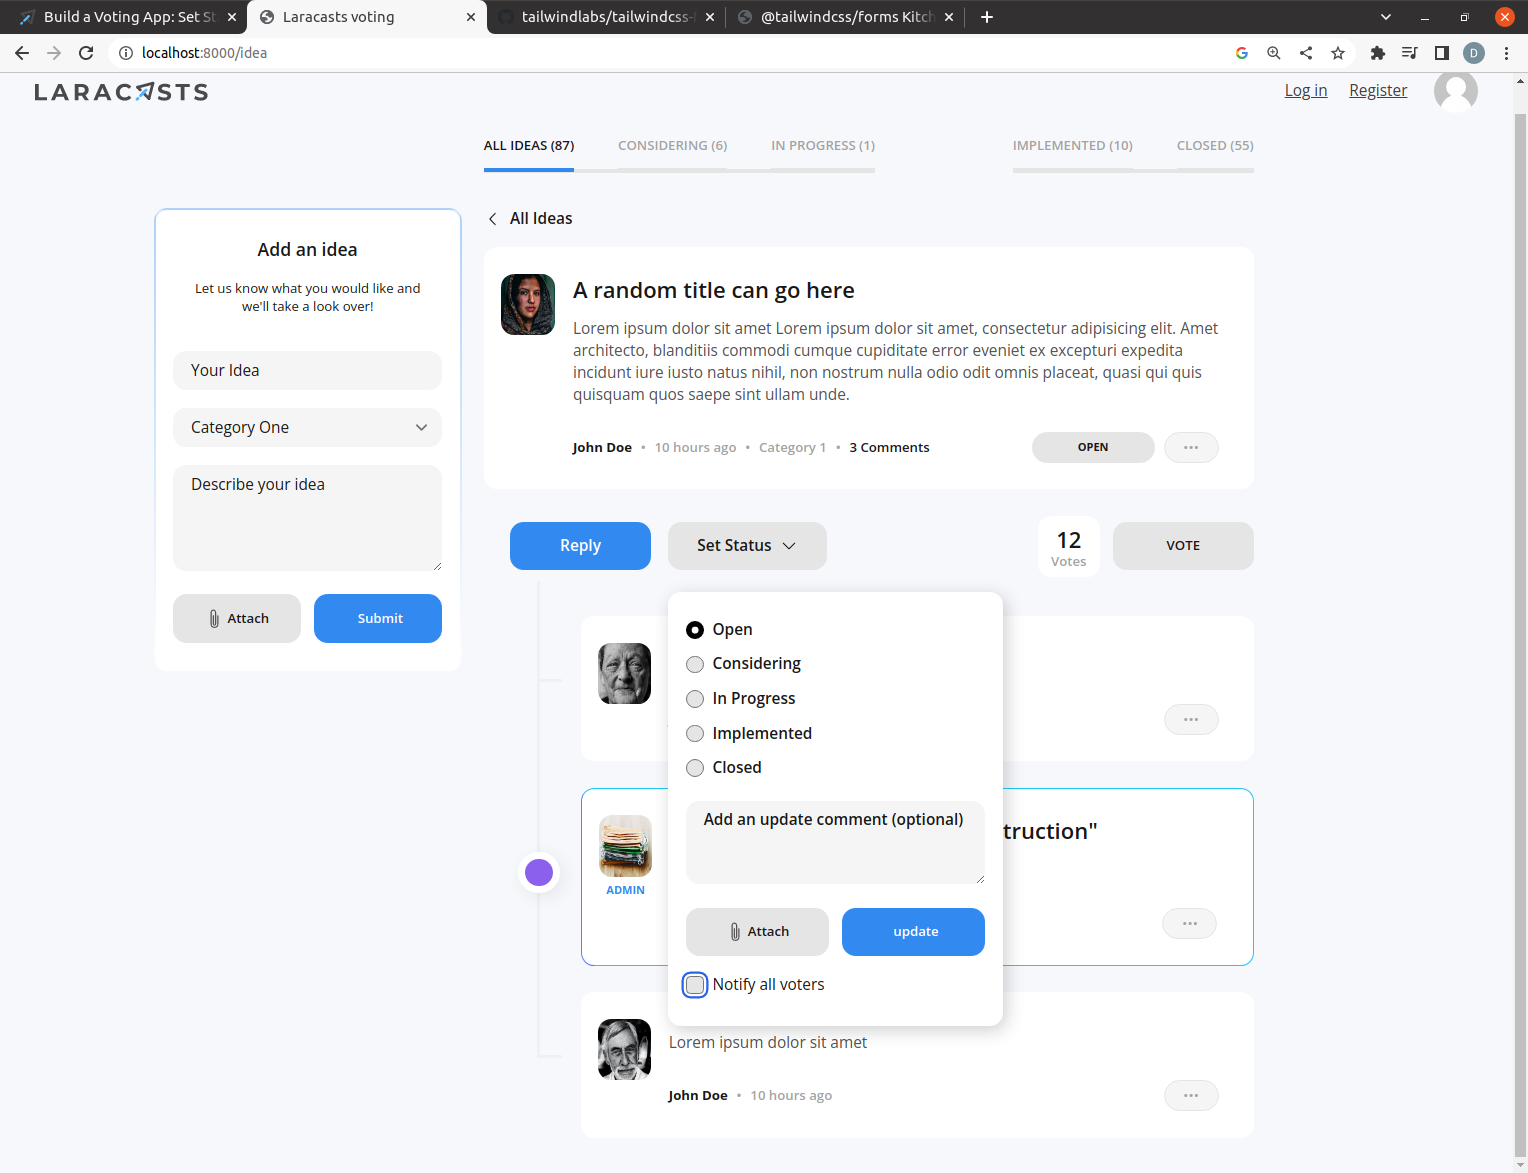 Build a Voting App: Set St
Laracasts voting
tailwindlabs/tailwindcss-
@tailwindcss/forms Kitch
localhost:8000/idea
D
LARACASTS
Log in
Register
ALL IDEAS (87)
CONSIDERING (6)
IN PROGRESS (1)
IMPLEMENTED (10)
CLOSED (55)
Add an idea
Let us know what you would like and
we'll take a look over!
Your Idea
Category One
Describe your idea
Attach
Submit
All Ideas
A random title can go here
Lorem ipsum dolor sit amet Lorem ipsum dolor sit amet, consectetur adipisicing elit. Amet
architecto, blanditiis commodi cumque cupiditate error eveniet ex excepturi expedita
incidunt iure iusto natus nihil, non nostrum nulla odio odit omnis placeat, quasi qui quis
quisquam quos saepe sint ullam unde.
John Doe • 10 hours ago • Category 1 • 3 Comments
OPEN
Reply
Set Status
12
Votes
VOTE
Open
Considering
In Progress
Implemented
Closed
Add an update comment (optional)
Attach
update
Notify all voters
truction"
ADMIN
Lorem ipsum dolor sit amet
John Doe • 10 hours ago